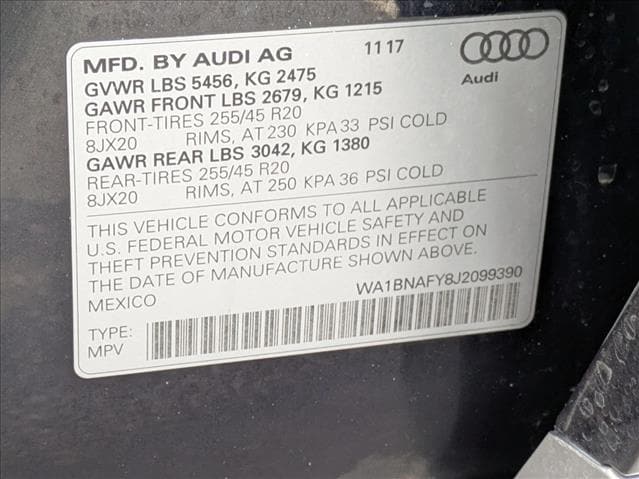 MFD. BY AUDI AG 11 17
GVWR LBS 5456, KG 2475
GAWR FRONT LBS 2679, KG 1215
FRONT-TIRES 255/45 R20
8JX20 RIMS, AT 230 KPA 33 PSI COLD
GAWR REAR LBS 3042, KG 1380
REAR-TIRES 255/45 R20
8JX20 RIMS, AT 250 KPA 36 PSI COLD
Audi
THIS VEHICLE CONFORMS TO ALL APPLICABLE
U.S. FEDERAL MOTOR VEHICLE SAFETY AND
THEFT PREVENTION STANDARDS IN EFFECT ON
THE DATE OF MANUFACTURE SHOWN ABOVE.
MEXICO
WA1BNAFY8J2099390
TYPE:
MPV